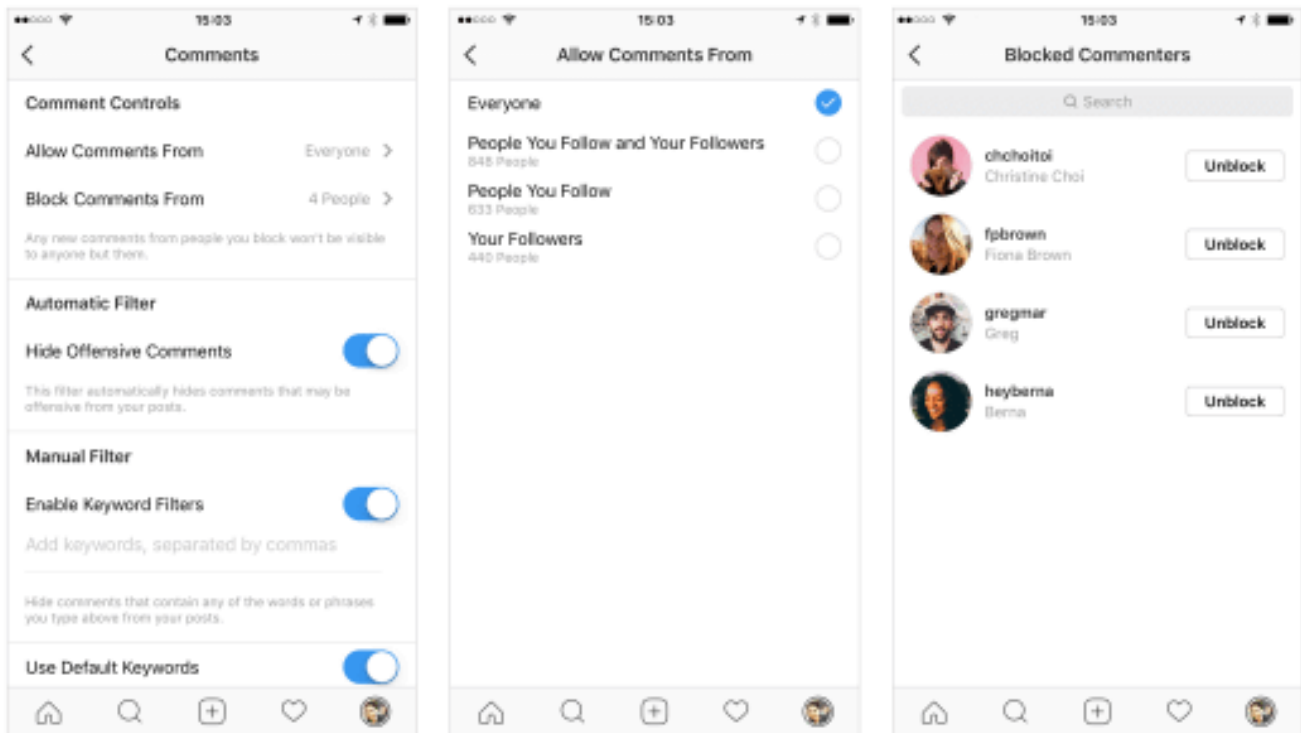 15:03
Comments
Comment Controls
Allow Comments From Everyone
Block Comments From 4 People
Any new comments from people you block won't be visible
to anyone but them.
Automatic Filter
Hide Offensive Comments
This filter automatically hides comments that may be
offensive from your posts.
Manual Filter
Enable Keyword Filters
Add keywords, separated by commas
Hide comments that contain any of the words or phrases
you type above from your posts.
Use Default Keywords
15:03
Allow Comments From
Everyone
People You Follow and Your Followers
848 People
People You Follow
633 People
Your Followers
440 People
15:03
Blocked Commenters
Search
chchoitoi
Christine Choi
Unblock
fpbrown
Fiona Brown
Unblock
gregmar
Greg
Unblock
heyberna
Berna
Unblock